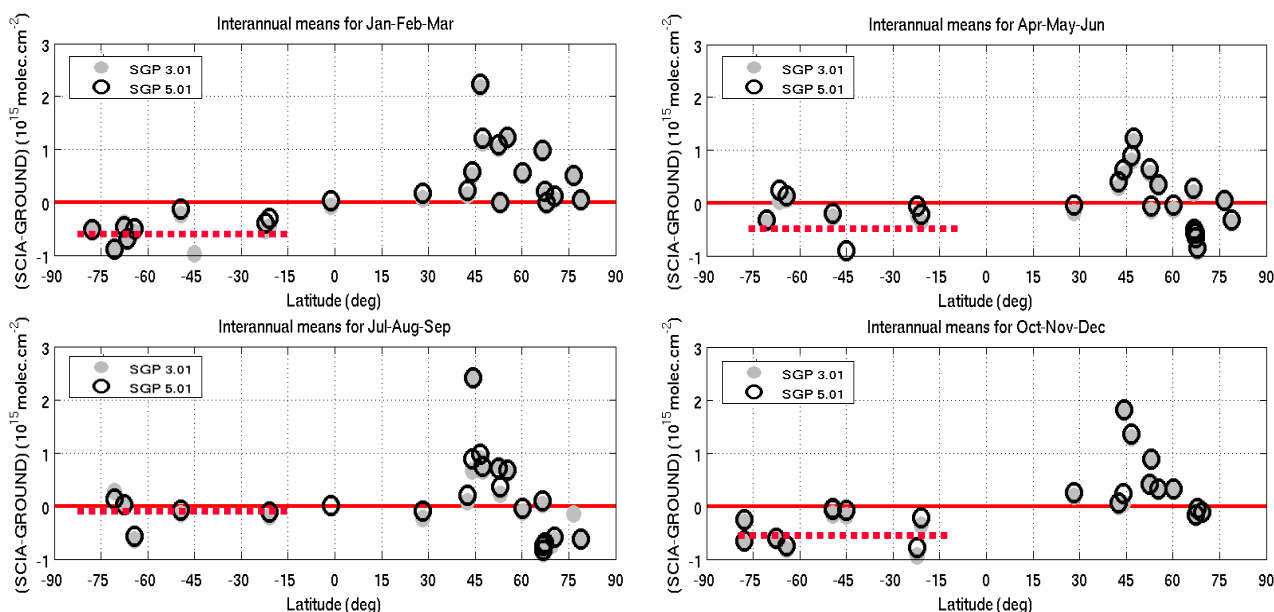 Interannual means for Jan-Feb-Mar
(SCIA-GROUND) (10^15 molec.cm^-2)
3
2
1
0
-1
SGP 3.01
SGP 5.01
-90 -75 -60 -45 -30 -15 0 15 30 45 60 75 90
Latitude (deg)
Interannual means for Apr-May-Jun
(SCIA-GROUND) (10^15 molec.cm^-2)
3
2
1
0
-1
SGP 3.01
SGP 5.01
-90 -75 -60 -45 -30 -15 0 15 30 45 60 75 90
Latitude (deg)
Interannual means for Jul-Aug-Sep
(SCIA-GROUND) (10^15 molec.cm^-2)
3
2
1
0
-1
SGP 3.01
SGP 5.01
-90 -75 -60 -45 -30 -15 0 15 30 45 60 75 90
Latitude (deg)
Interannual means for Oct-Nov-Dec
(SCIA-GROUND) (10^15 molec.cm^-2)
3
2
1
0
-1
SGP 3.01
SGP 5.01
-90 -75 -60 -45 -30 -15 0 15 30 45 60 75 90
Latitude (deg)